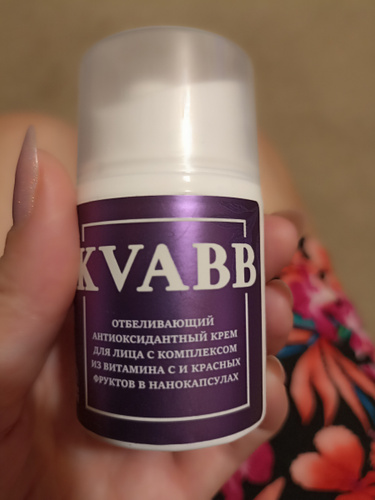 KVABB
ОТБЕЛИВАЮЩИЙ
АНТИОКСИДАНТНЫЙ КРЕМ
ДЛЯ ЛИЦА С КОМПЛЕКСОМ
ИЗ ВИТАМИНА С И КРАСНЫХ
ФРУКТОВ В НАНОКАПСУЛАХ